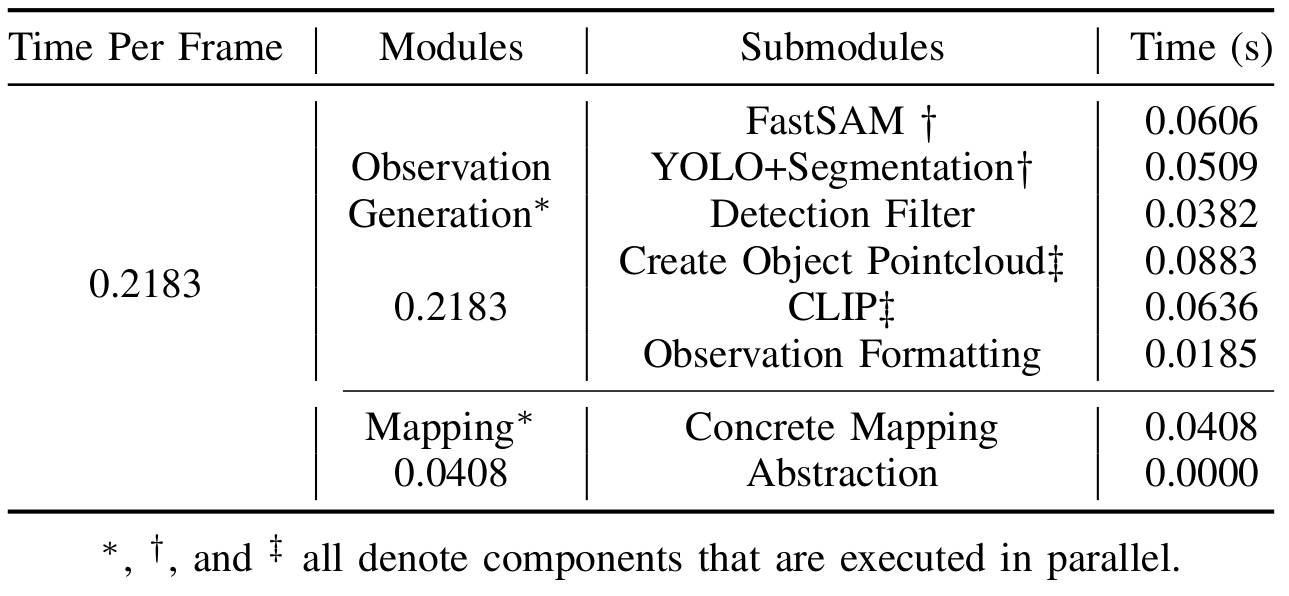 Time Per Frame Modules Submodules Time (s)
FastSAM † 0.0606
Observation YOLO+Segmentation† 0.0509
Generation* Detection Filter 0.0382
Create Object Pointcloud‡ 0.0883
0.2183
0.2183 CLIP‡ 0.0636
Observation Formatting 0.0185
Mapping* Concrete Mapping 0.0408
0.0408 Abstraction 0.0000
*, †, and ‡ all denote components that are executed in parallel.